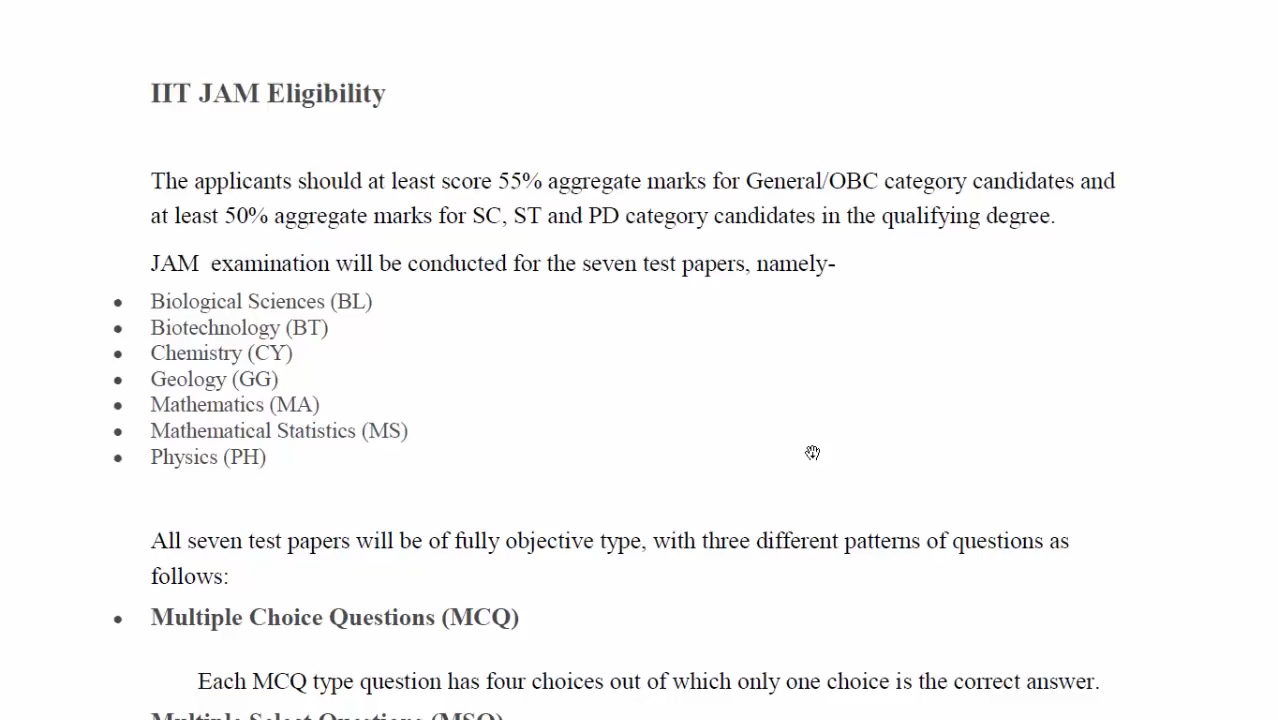 IIT JAM Eligibility
The applicants should at least score 55% aggregate marks for General/OBC category candidates and
at least 50% aggregate marks for SC, ST and PD category candidates in the qualifying degree.
JAM examination will be conducted for the seven test papers, namely-
• Biological Sciences (BL)
• Biotechnology (BT)
• Chemistry (CY)
• Geology (GG)
• Mathematics (MA)
• Mathematical Statistics (MS)
• Physics (PH)
All seven test papers will be of fully objective type, with three different patterns of questions as
follows:
• Multiple Choice Questions (MCQ)
Each MCQ type question has four choices out of which only one choice is the correct answer.
Multiple Select Questions (MSQ)